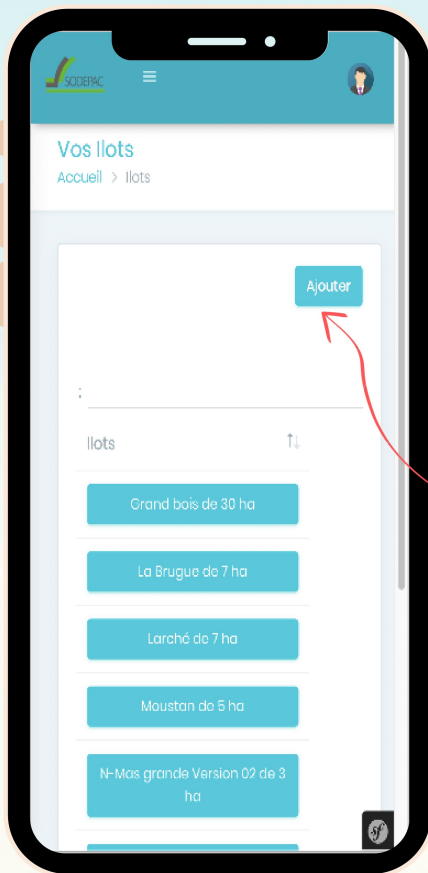 SODEPAC
Vos Ilots
Accueil > Ilots
Ajouter
:
Ilots
Grand bois de 30 ha
La Brugue de 7 ha
Larché de 7 ha
Moustan de 5 ha
N-Mas grande Version 02 de 3
ha
sf